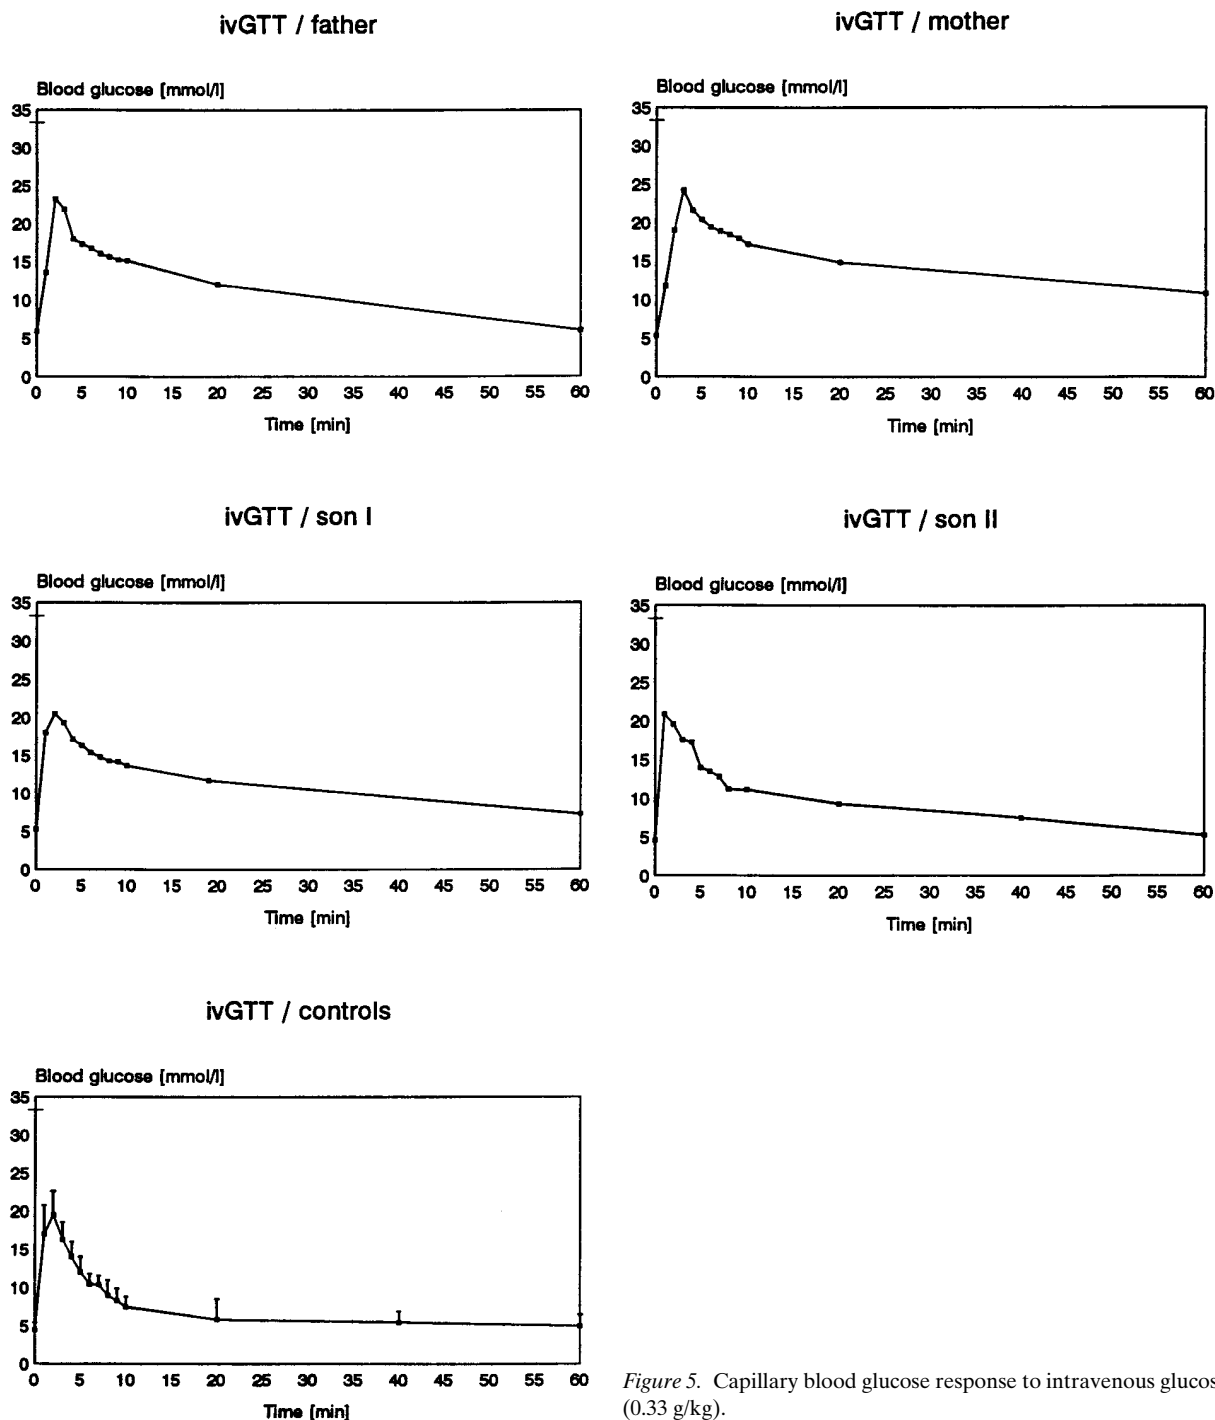 ivGTT / father
Blood glucose [mmol/l]
35
30
25
20
15
10
5
0
0 5 10 15 20 25 30 35 40 45 50 55 60
Time [min]
ivGTT / mother
Blood glucose [mmol/l]
35
30
25
20
15
10
5
0
0 5 10 15 20 25 30 35 40 45 50 55 60
Time [min]
ivGTT / son I
Blood glucose [mmol/l]
35
30
25
20
15
10
5
0
0 5 10 15 20 25 30 35 40 45 50 55 60
Time [min]
ivGTT / son II
Blood glucose [mmol/l]
35
30
25
20
15
10
5
0
0 5 10 15 20 25 30 35 40 45 50 55 60
Time [min]
ivGTT / controls
Blood glucose [mmol/l]
35
30
25
20
15
10
5
0
0 5 10 15 20 25 30 35 40 45 50 55 60
Time [min]
Figure 5. Capillary blood glucose response to intravenous glucos
(0.33 g/kg).